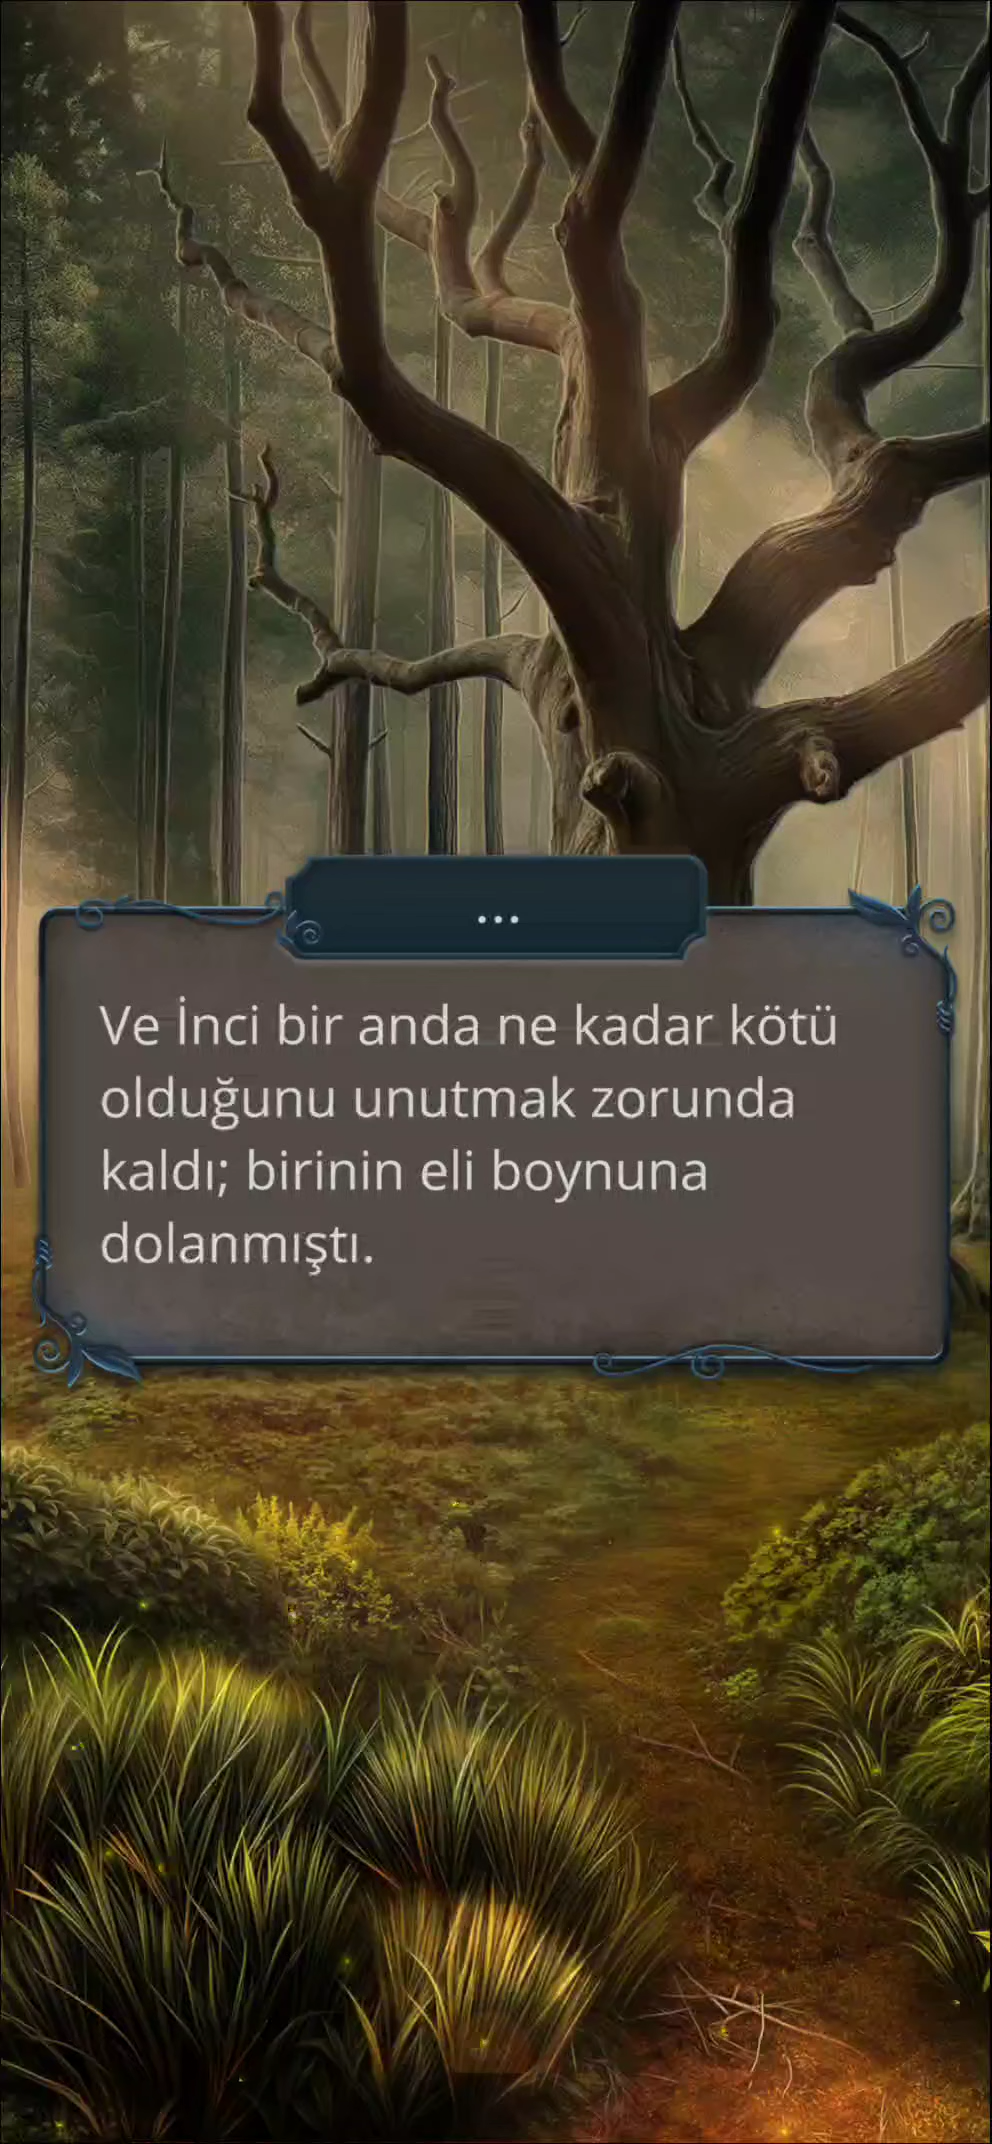 ...
Ve İnci bir anda ne kadar kötü
olduğunu unutmak zorunda
kaldı; birinin eli boynuna
dolanmıştı.